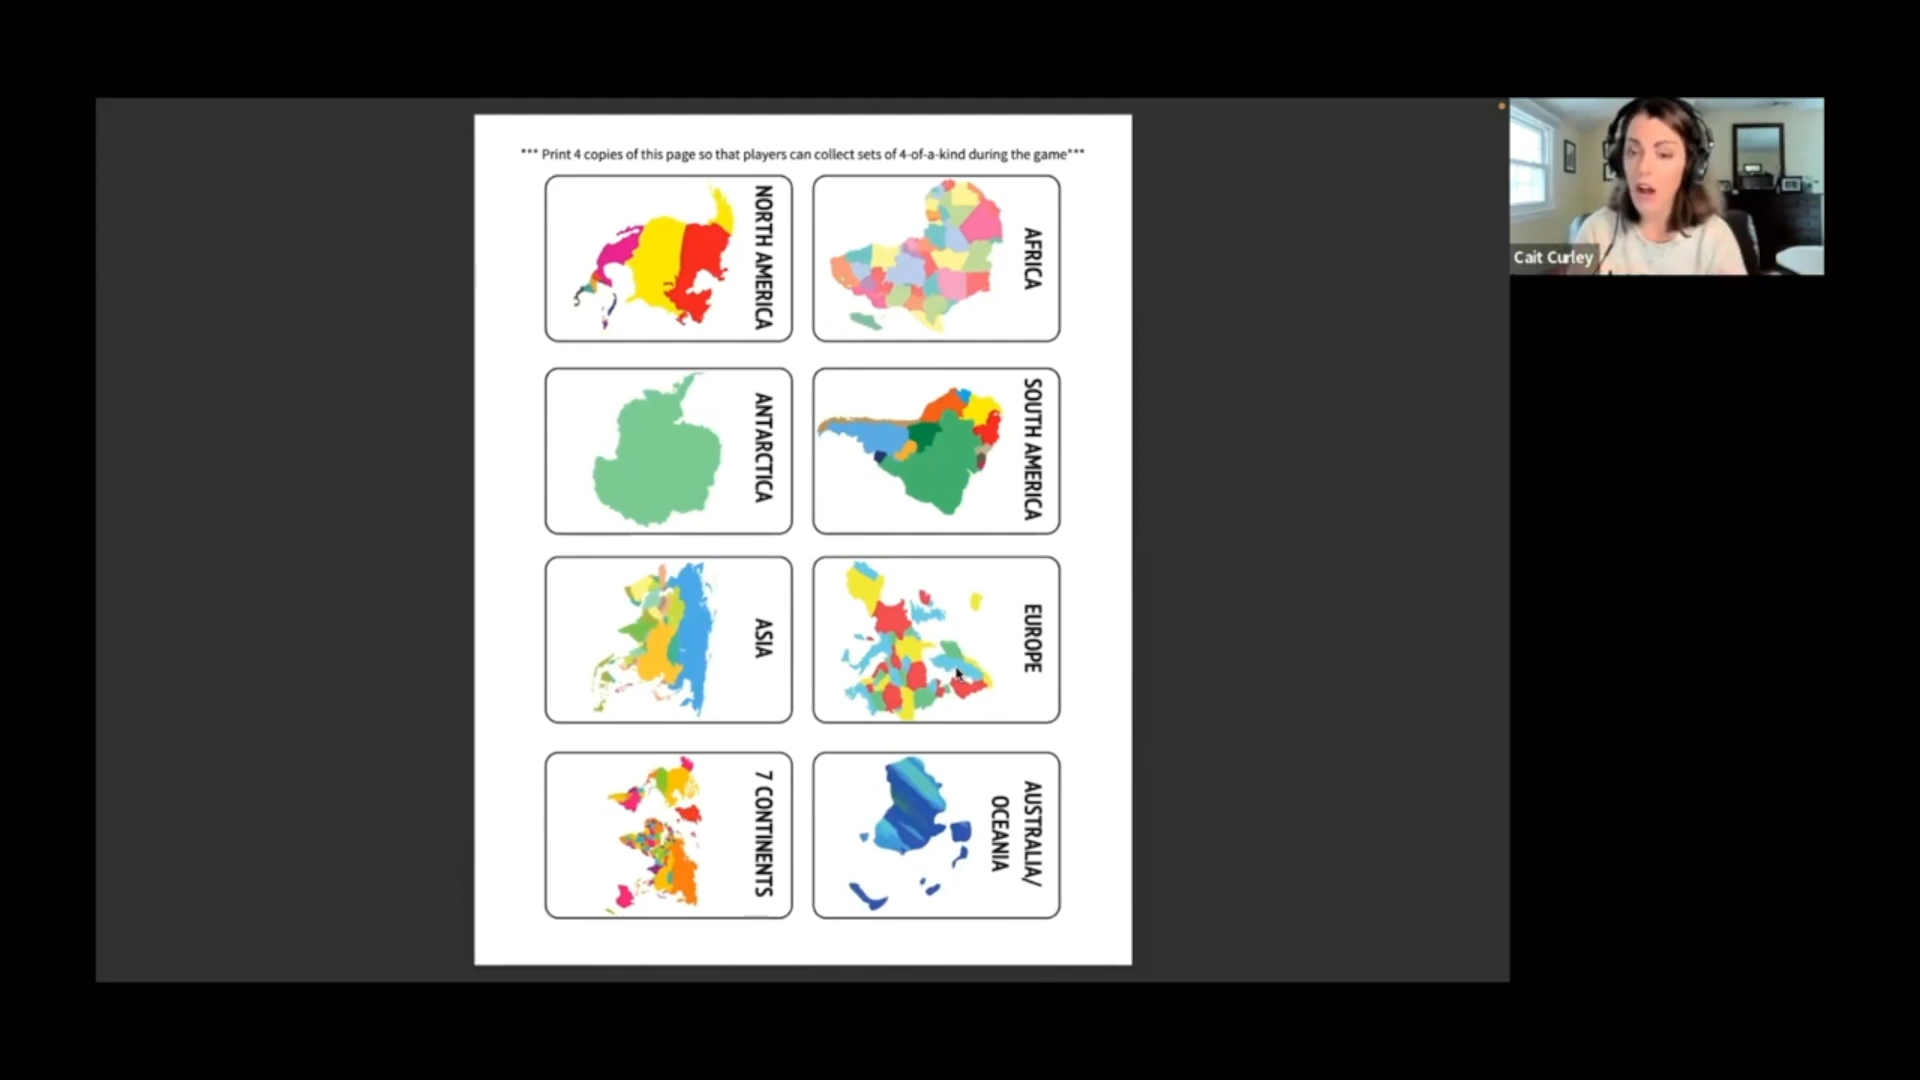 *** Print 4 copies of this page so that players can collect sets of 4-of-a-kind during the game***
NORTH AMERICA
AFRICA
ANTARCTICA
SOUTH AMERICA
ASIA
EUROPE
7 CONTINENTS
AUSTRALIA/
OCEANIA
Cait Curley